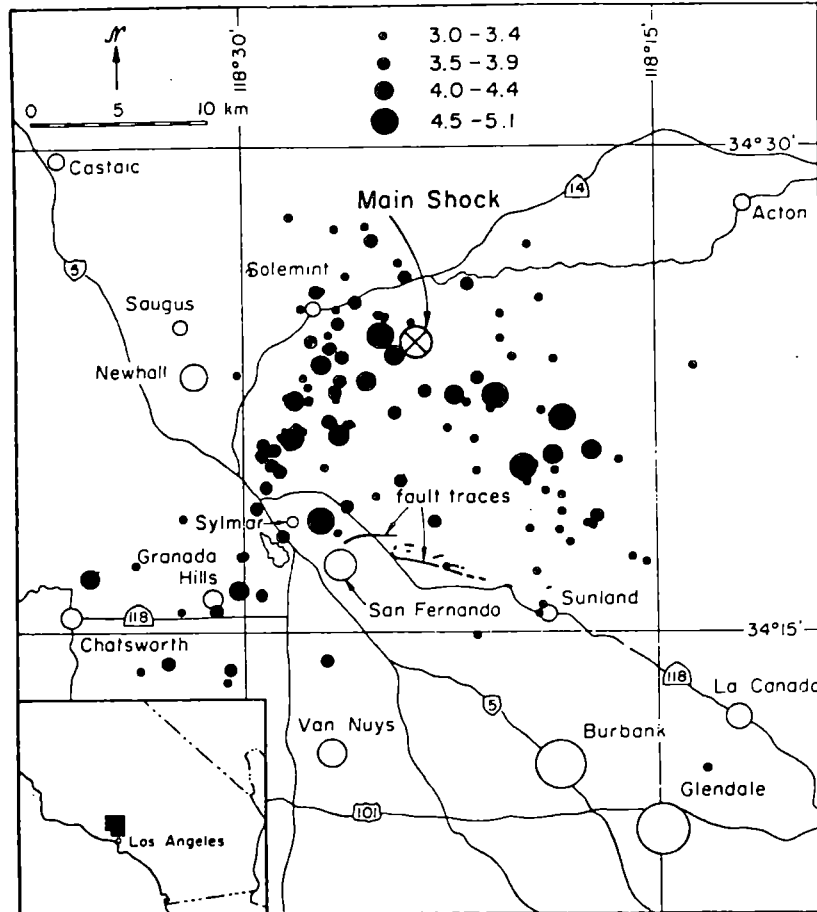 N
3.0 - 3.4
3.5 - 3.9
4.0 - 4.4
4.5 - 5.1
118°30'
118°15'
0 5 10 km
34°30'
Castaic
14
Main Shock
Acton
5
Solemint
Saugus
Newhall
fault traces
Sylmar
Granada
Hills
San Fernando
Sunland
118
34°15'
Chatsworth
118
La Canada
5
Van Nuys
Burbank
Glendale
101
Los Angeles